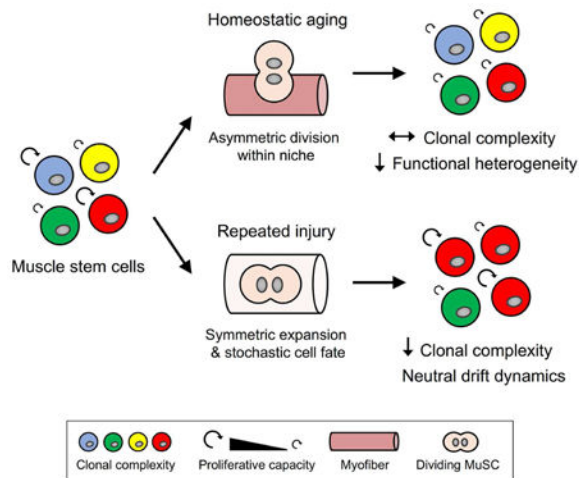 Homeostatic aging
Asymmetric division
within niche
↔ Clonal complexity
↓ Functional heterogeneity
Muscle stem cells
Repeated injury
Symmetric expansion
& stochastic cell fate
↓ Clonal complexity
Neutral drift dynamics
Clonal complexity
Proliferative capacity
Myofiber
Dividing MuSC